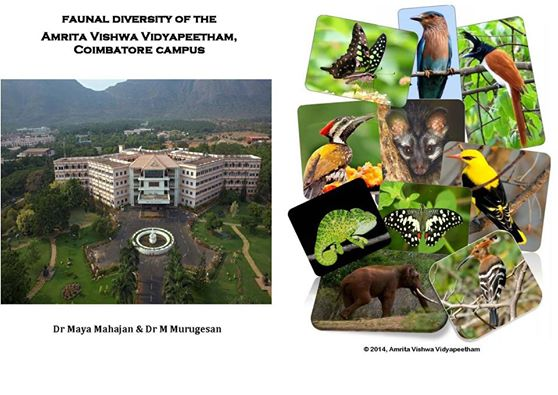 FAUNAL DIVERSITY OF THE
AMRITA VISHWA VIDYAPEETHAM,
COIMBATORE CAMPUS
Dr Maya Mahajan & Dr M Murugesan
© 2014, Amrita Vishwa Vidyapeetham